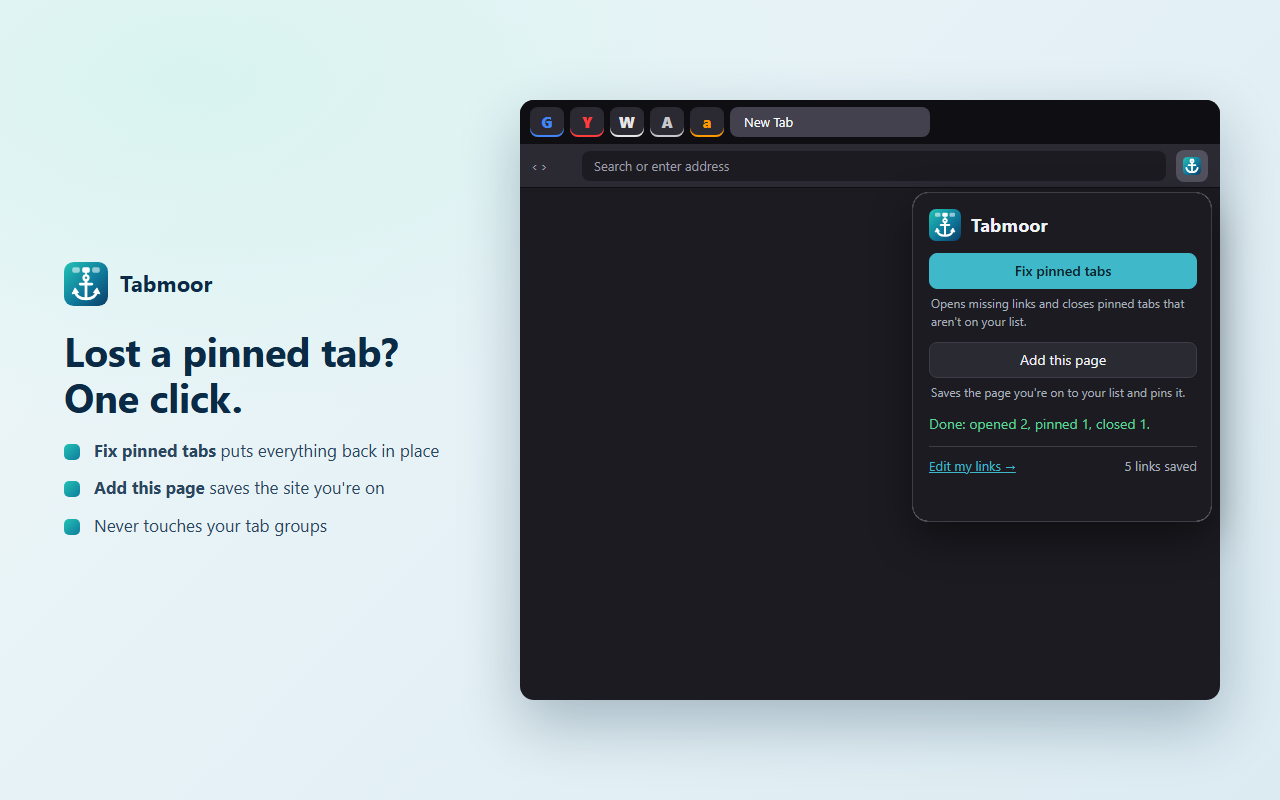 Tabmoor
Lost a pinned tab?
One click.
Fix pinned tabs puts everything back in place
Add this page saves the site you're on
Never touches your tab groups
G Y W A a New Tab
‹ › Search or enter address
Tabmoor
Fix pinned tabs
Opens missing links and closes pinned tabs that
aren't on your list.
Add this page
Saves the page you're on to your list and pins it.
Done: opened 2, pinned 1, closed 1.
Edit my links → 5 links saved